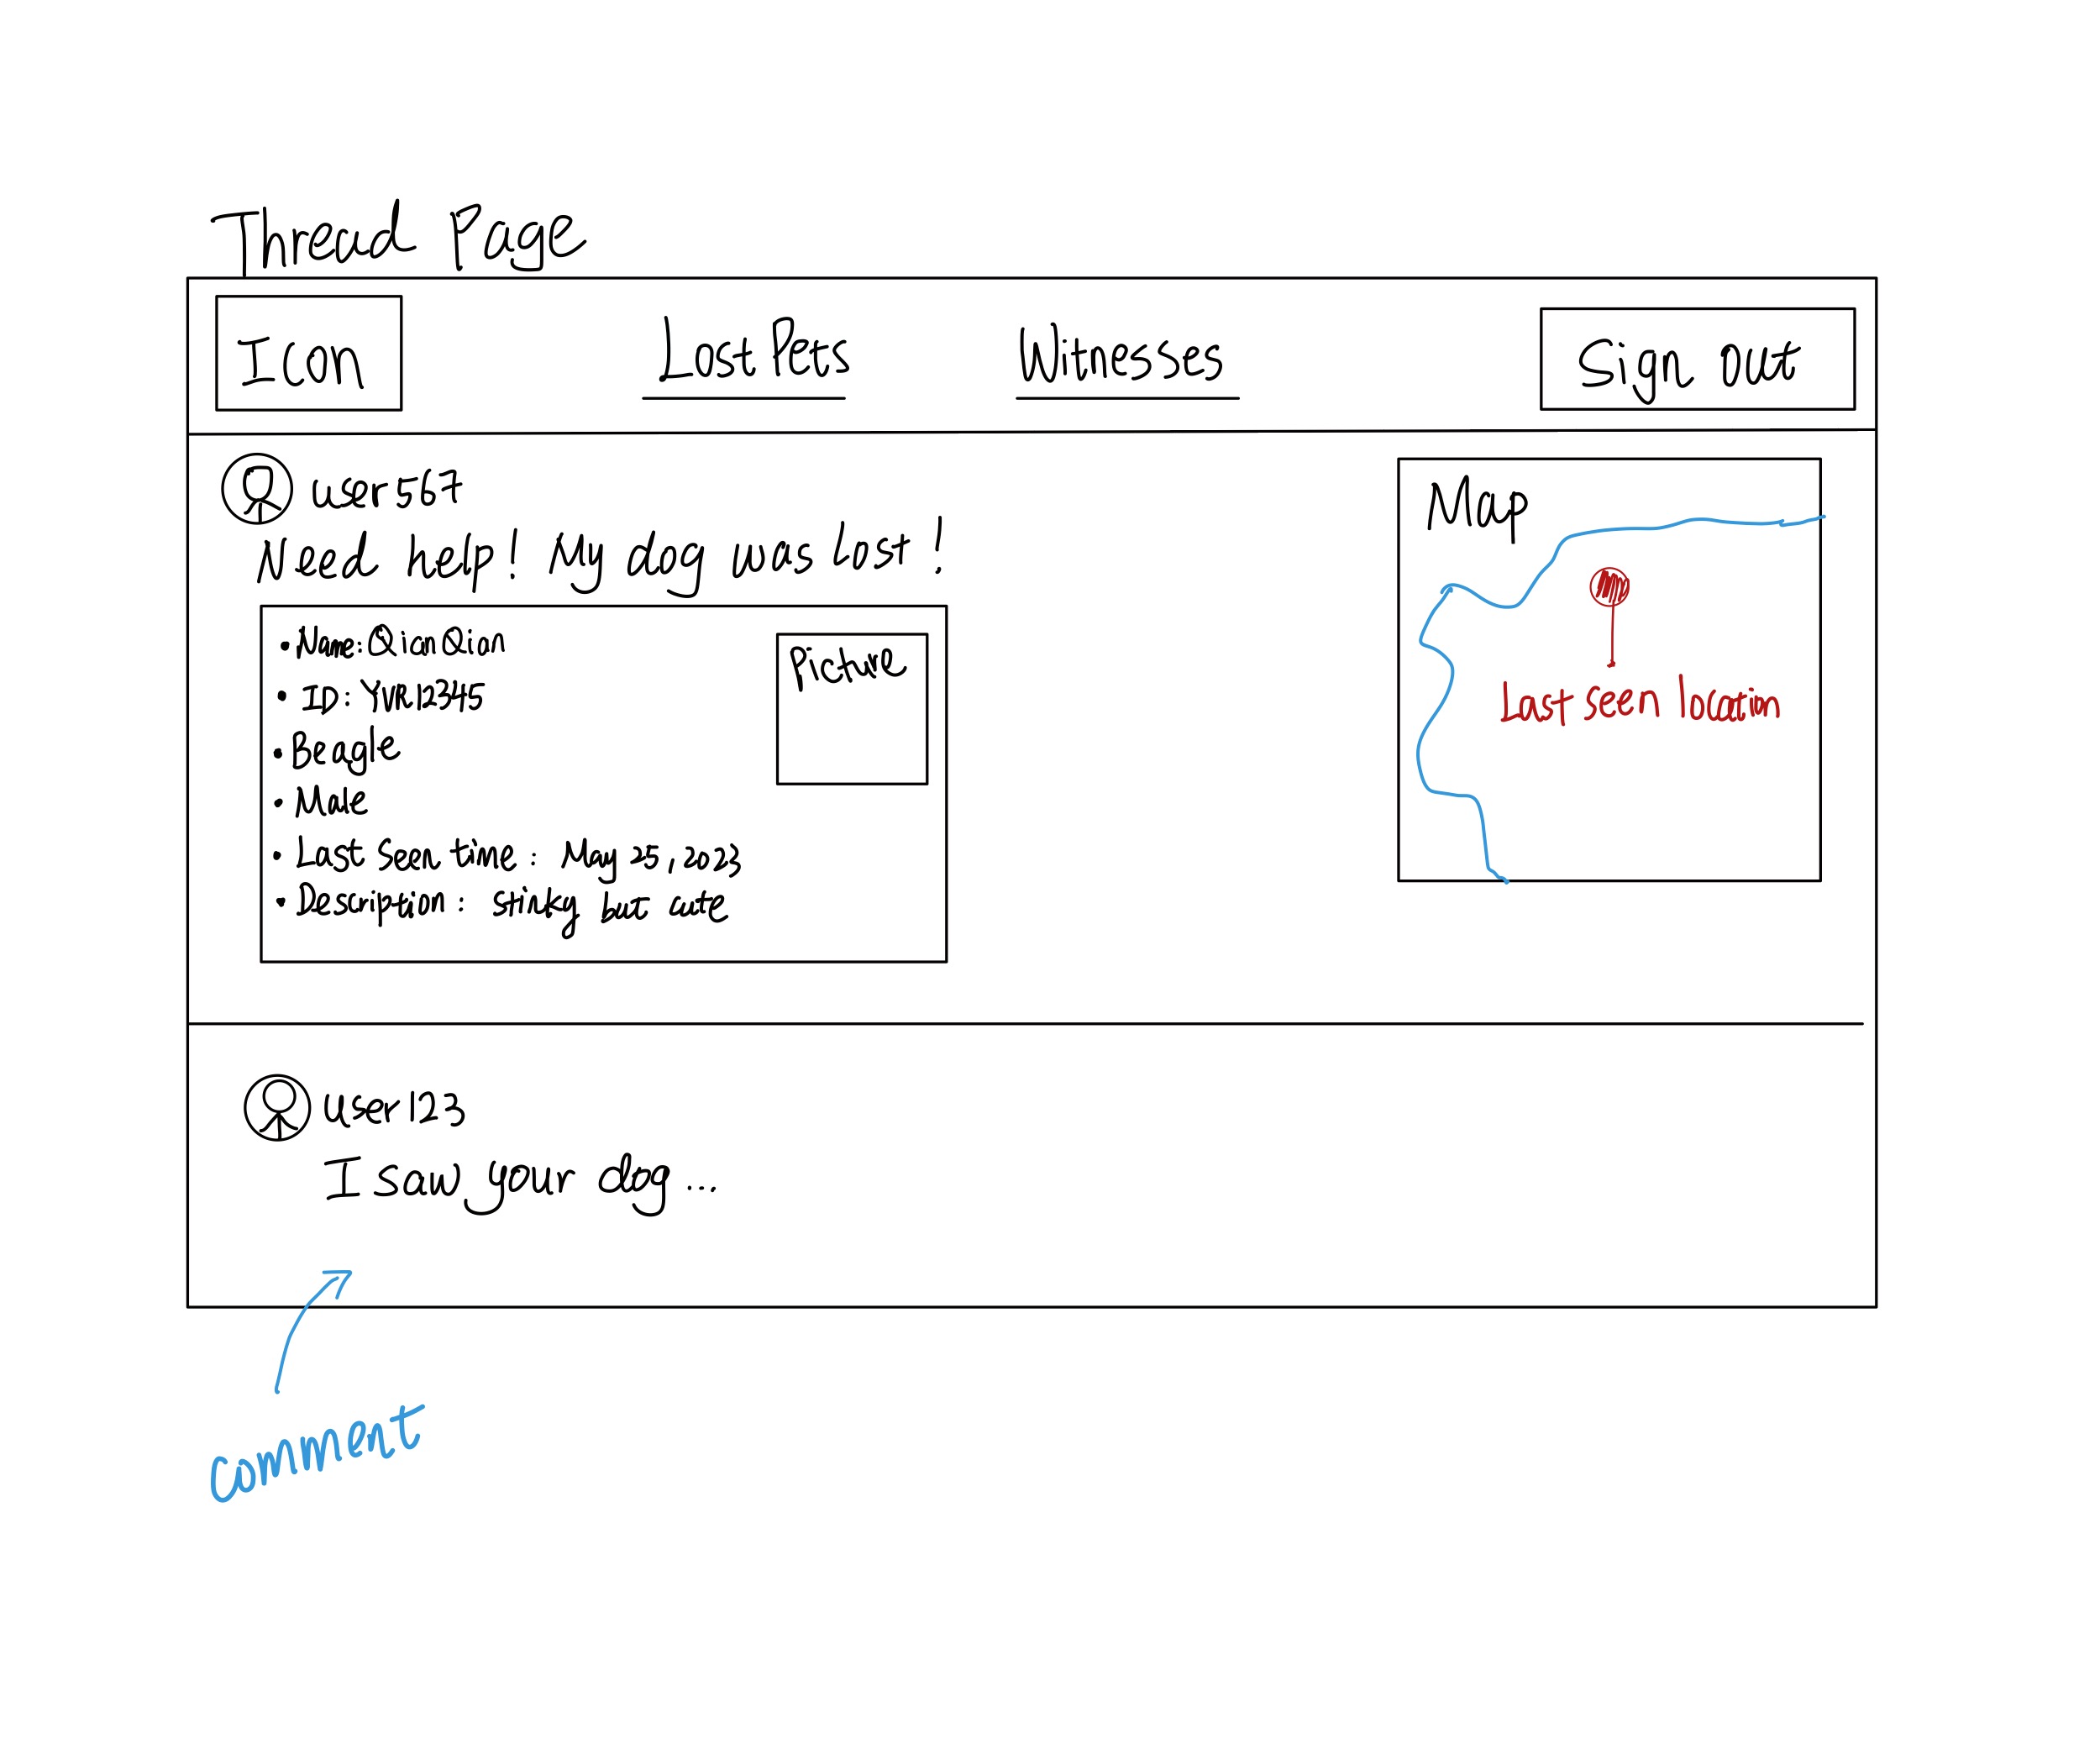 Thread Page
Icon
Lost Pets
Witnesses
Sign out
user567
Need help! My dog was lost!
Name: QianQian
ID: YVR12345
Beagle
Male
Last seen time: May 25, 2023
Description: stinky but cute
Picture
Map
Last seen location
User123
I saw your dog ...
comment